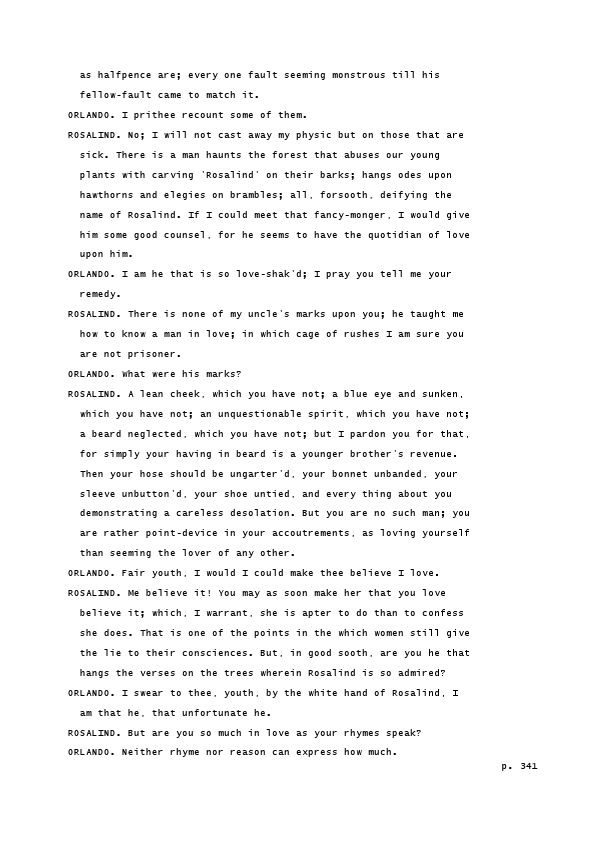 as halfpence are; every one fault seeming monstrous till his
fellow-fault came to match it.
ORLANDO. I prithee recount some of them.
ROSALIND. No; I will not cast away my physic but on those that are
sick. There is a man haunts the forest that abuses our young
plants with carving 'Rosalind' on their barks; hangs odes upon
hawthorns and elegies on brambles; all, forsooth, deifying the
name of Rosalind. If I could meet that fancy-monger, I would give
him some good counsel, for he seems to have the quotidian of love
upon him.
ORLANDO. I am he that is so love-shak'd; I pray you tell me your
remedy.
ROSALIND. There is none of my uncle's marks upon you; he taught me
how to know a man in love; in which cage of rushes I am sure you
are not prisoner.
ORLANDO. What were his marks?
ROSALIND. A lean cheek, which you have not; a blue eye and sunken,
which you have not; an unquestionable spirit, which you have not;
a beard neglected, which you have not; but I pardon you for that,
for simply your having in beard is a younger brother's revenue.
Then your hose should be ungarter'd, your bonnet unbanded, your
sleeve unbutton'd, your shoe untied, and every thing about you
demonstrating a careless desolation. But you are no such man; you
are rather point-device in your accoutrements, as loving yourself
than seeming the lover of any other.
ORLANDO. Fair youth, I would I could make thee believe I love.
ROSALIND. Me believe it! You may as soon make her that you love
believe it; which, I warrant, she is apter to do than to confess
she does. That is one of the points in the which women still give
the lie to their consciences. But, in good sooth, are you he that
hangs the verses on the trees wherein Rosalind is so admired?
ORLANDO. I swear to thee, youth, by the white hand of Rosalind, I
am that he, that unfortunate he.
ROSALIND. But are you so much in love as your rhymes speak?
ORLANDO. Neither rhyme nor reason can express how much.
p. 341